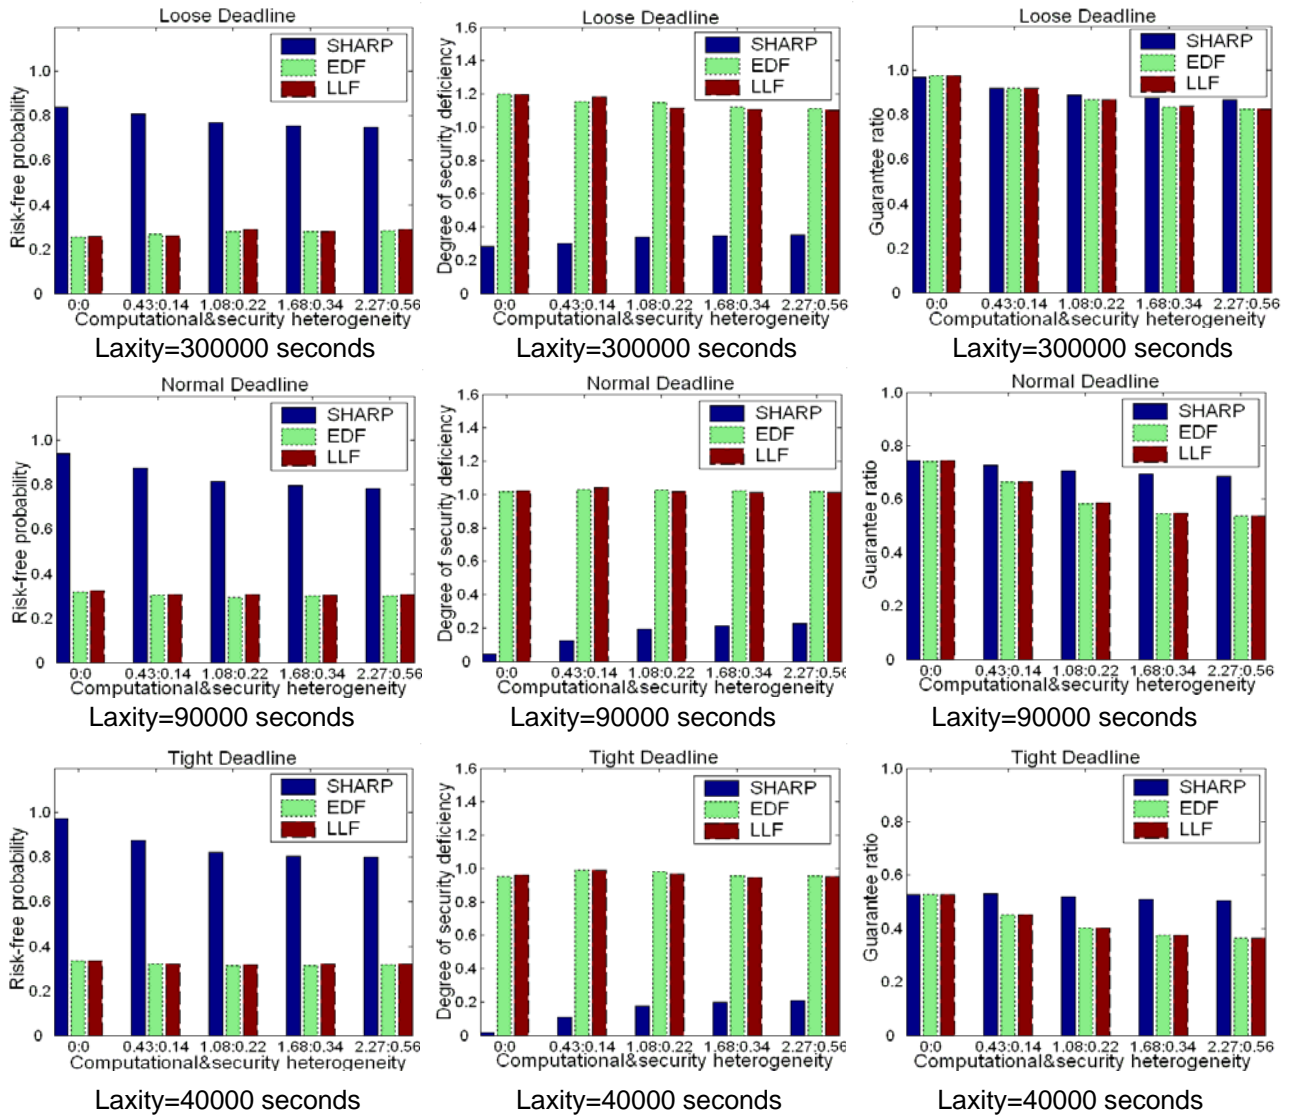 Loose Deadline
SHARP
EDF
LLF
1.0
0.8
0.6
0.4
0.2
0
Risk-free probability
0:0 0.43:0.14 1.08:0.22 1.68:0.34 2.27:0.56
Computational&security heterogeneity
Laxity=300000 seconds
Loose Deadline
SHARP
EDF
LLF
1.6
1.4
1.2
1.0
0.8
0.6
0.4
0.2
0
Degree of security deficiency
0:0 0.43:0.14 1.08:0.22 1.68:0.34 2.27:0.56
Computational&security heterogeneity
Laxity=300000 seconds
Loose Deadline
SHARP
EDF
LLF
1.0
0.8
0.6
0.4
0.2
0
Guarantee ratio
0:0 0.43:0.14 1.08:0.22 1.68:0.34 2.27:0.56
Computational&security heterogeneity
Laxity=300000 seconds
Normal Deadline
SHARP
EDF
LLF
1.0
0.8
0.6
0.4
0.2
0
Risk-free probability
0:0 0.43:0.14 1.08:0.22 1.68:0.34 2.27:0.56
Computational&security heterogeneity
Laxity=90000 seconds
Normal Deadline
SHARP
EDF
LLF
1.6
1.4
1.2
1.0
0.8
0.6
0.4
0.2
0
Degree of security deficiency
0:0 0.43:0.14 1.08:0.22 1.68:0.34 2.27:0.56
Computational&security heterogeneity
Laxity=90000 seconds
Normal Deadline
SHARP
EDF
LLF
1.0
0.8
0.6
0.4
0.2
0
Guarantee ratio
0:0 0.43:0.14 1.08:0.22 1.68:0.34 2.27:0.56
Computational&security heterogeneity
Laxity=90000 seconds
Tight Deadline
SHARP
EDF
LLF
1.0
0.8
0.6
0.4
0.2
0
Risk-free probability
0:0 0.43:0.14 1.08:0.22 1.68:0.34 2.27:0.56
Computational&security heterogeneity
Laxity=40000 seconds
Tight Deadline
SHARP
EDF
LLF
1.6
1.4
1.2
1.0
0.8
0.6
0.4
0.2
0
Degree of security deficiency
0:0 0.43:0.14 1.08:0.22 1.68:0.34 2.27:0.56
Computational&security heterogeneity
Laxity=40000 seconds
Tight Deadline
SHARP
EDF
LLF
1.0
0.8
0.6
0.4
0.2
0
Guarantee ratio
0:0 0.43:0.14 1.08:0.22 1.68:0.34 2.27:0.56
Computational&security heterogeneity
Laxity=40000 seconds